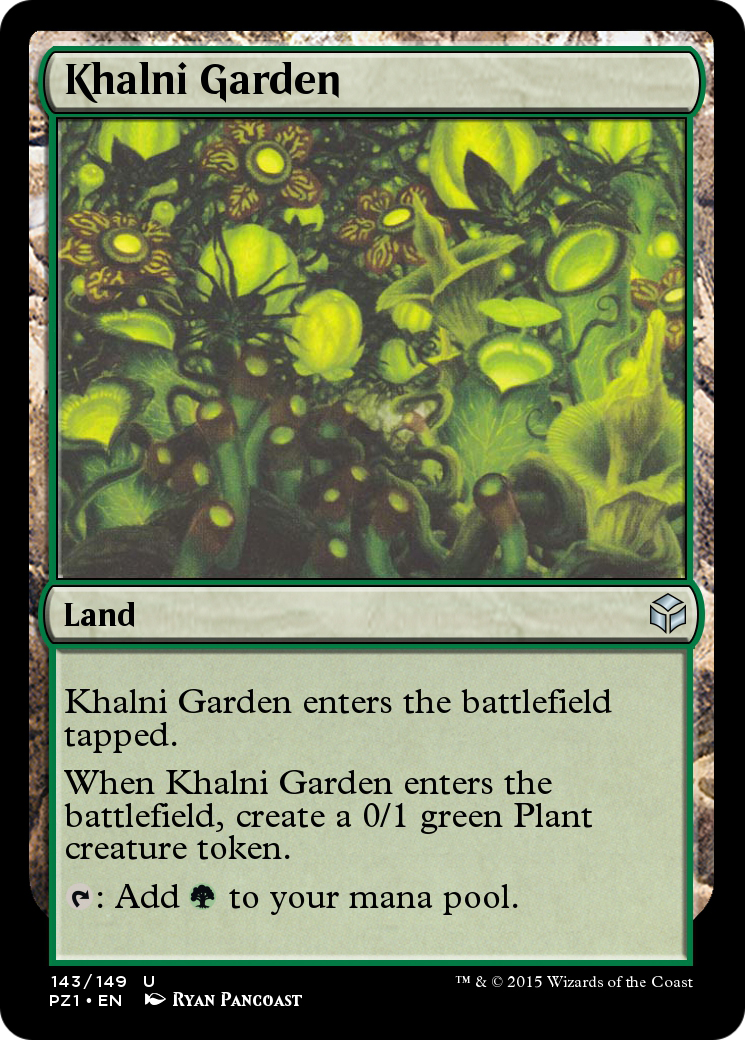 Khalni Garden
Land
Khalni Garden enters the battlefield
tapped.
When Khalni Garden enters the
battlefield, create a 0/1 green Plant
creature token.
: Add to your mana pool.
143/149 U
™ & © 2015 Wizards of the Coast
PZ1 • EN Ryan Pancoast